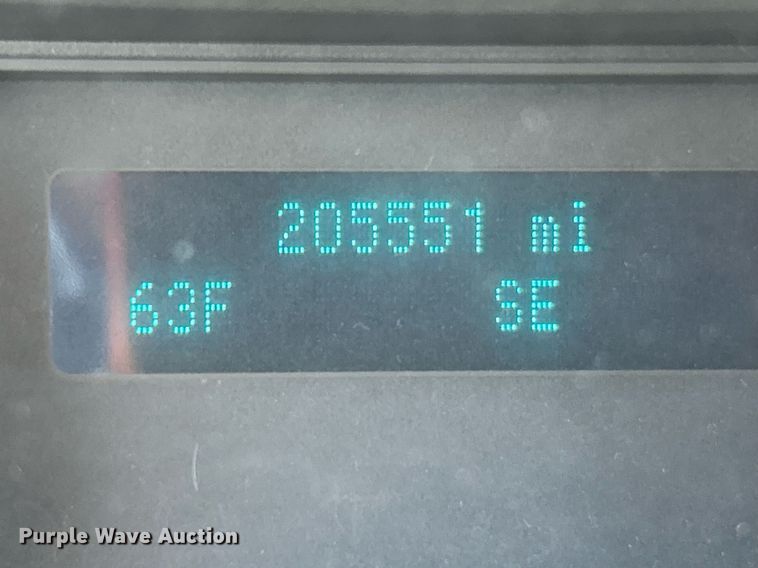 205551 mi
63F SE
Purple Wave Auction